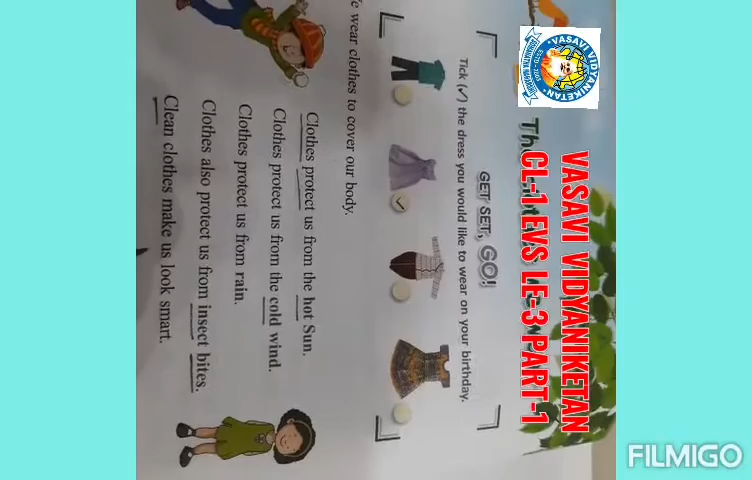 VASAVI VIDYANIKETAN
CL-1 EVS LE-3 PART-1
VASAVI VIDYANIKETAN
GET SET, GO!
Tick (✓) the dress you would like to wear on your birthday.
wear clothes to cover our body.
Clothes protect us from the hot Sun.
Clothes protect us from the cold wind.
Clothes protect us from rain.
Clothes also protect us from insect bites.
Clean clothes make us look smart.
FILMIGO